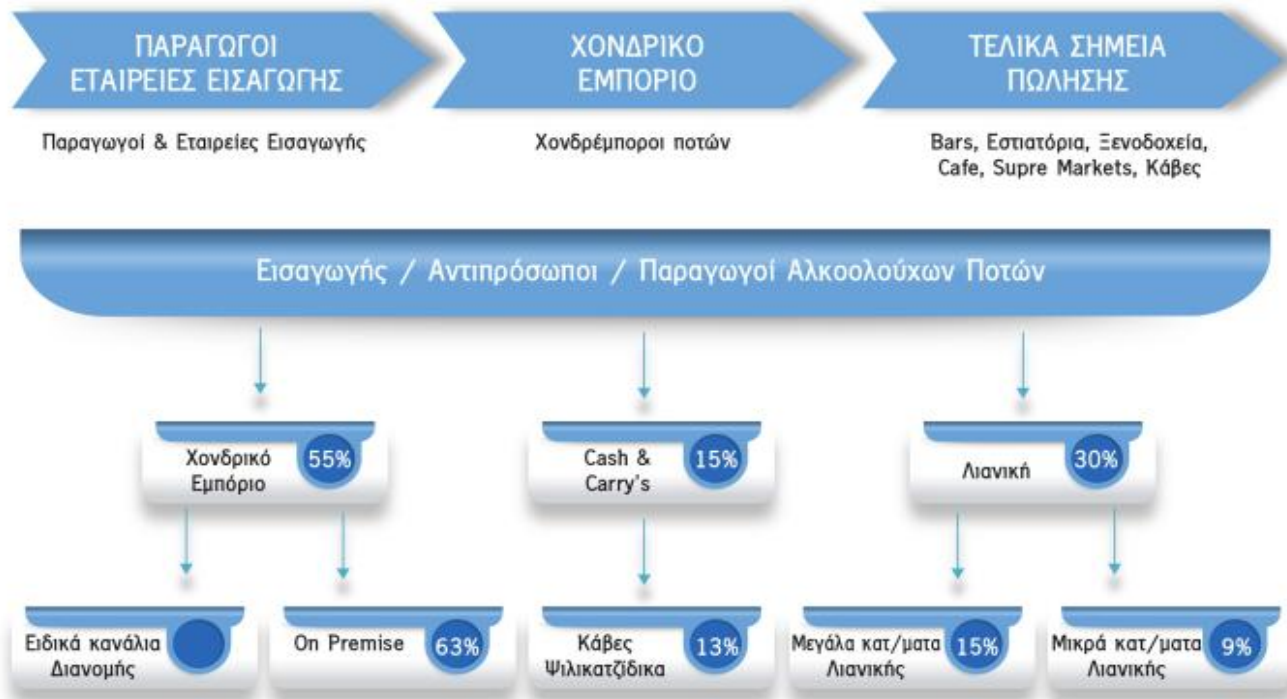 ΠΑΡΑΓΩΓΟΙ
ΕΤΑΙΡΕΙΕΣ ΕΙΣΑΓΩΓΗΣ
ΧΟΝΔΡΙΚΟ
ΕΜΠΟΡΙΟ
ΤΕΛΙΚΑ ΣΗΜΕΙΑ
ΠΩΛΗΣΗΣ
Παραγωγοί & Εταιρείες Εισαγωγής
Χονδρέμποροι ποτών
Bars, Εστιατόρια, Ξενοδοχεία,
Cafe, Supre Markets, Κάβες
Εισαγωγής / Αντιπρόσωποι / Παραγωγοί Αλκοολούχων Ποτών
Χονδρικό
Εμπόριο
55%
Cash &
Carry's
15%
Λιανική
30%
Ειδικά κανάλια
Διανομής
On Premise
63%
Κάβες
Ψιλικατζίδικα
13%
Μεγάλα κατ/ματα
Λιανικής
15%
Μικρά κατ/ματα
Λιανικής
9%